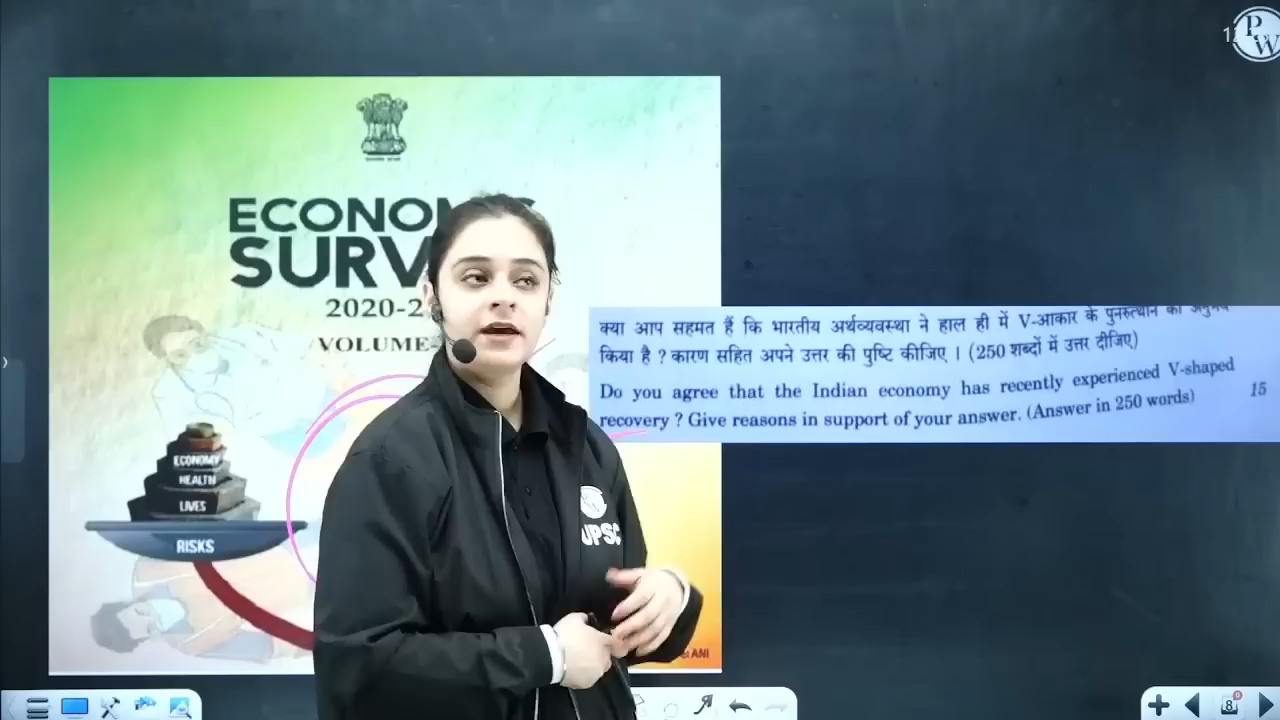 P
W
ECONO
SURV
2020-2
VOLUME-
ECONOMY
HEALTH
LIVES
RISKS
ANI
क्या आप सहमत हैं कि भारतीय अर्थव्यवस्था ने हाल ही में V-आकार के पुनरुत्थान का
किया है ? कारण सहित अपने उत्तर की पुष्टि कीजिए । (250 शब्दों में उत्तर दीजिए)
Do you agree that the Indian economy has recently experienced V-shaped
recovery ? Give reasons in support of your answer. (Answer in 250 words)
15
UPSC
8